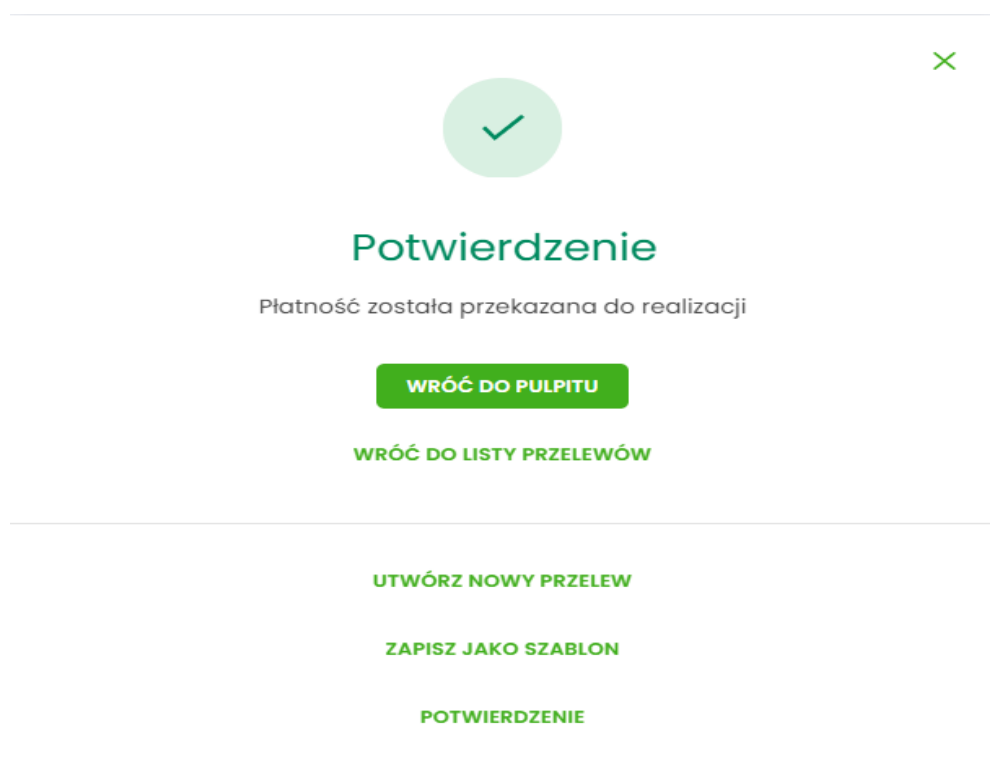 Potwierdzenie
Płatność została przekazana do realizacji
WRÓĆ DO PULPITU
WRÓĆ DO LISTY PRZELEWÓW
UTWÓRZ NOWY PRZELEW
ZAPISZ JAKO SZABLON
POTWIERDZENIE